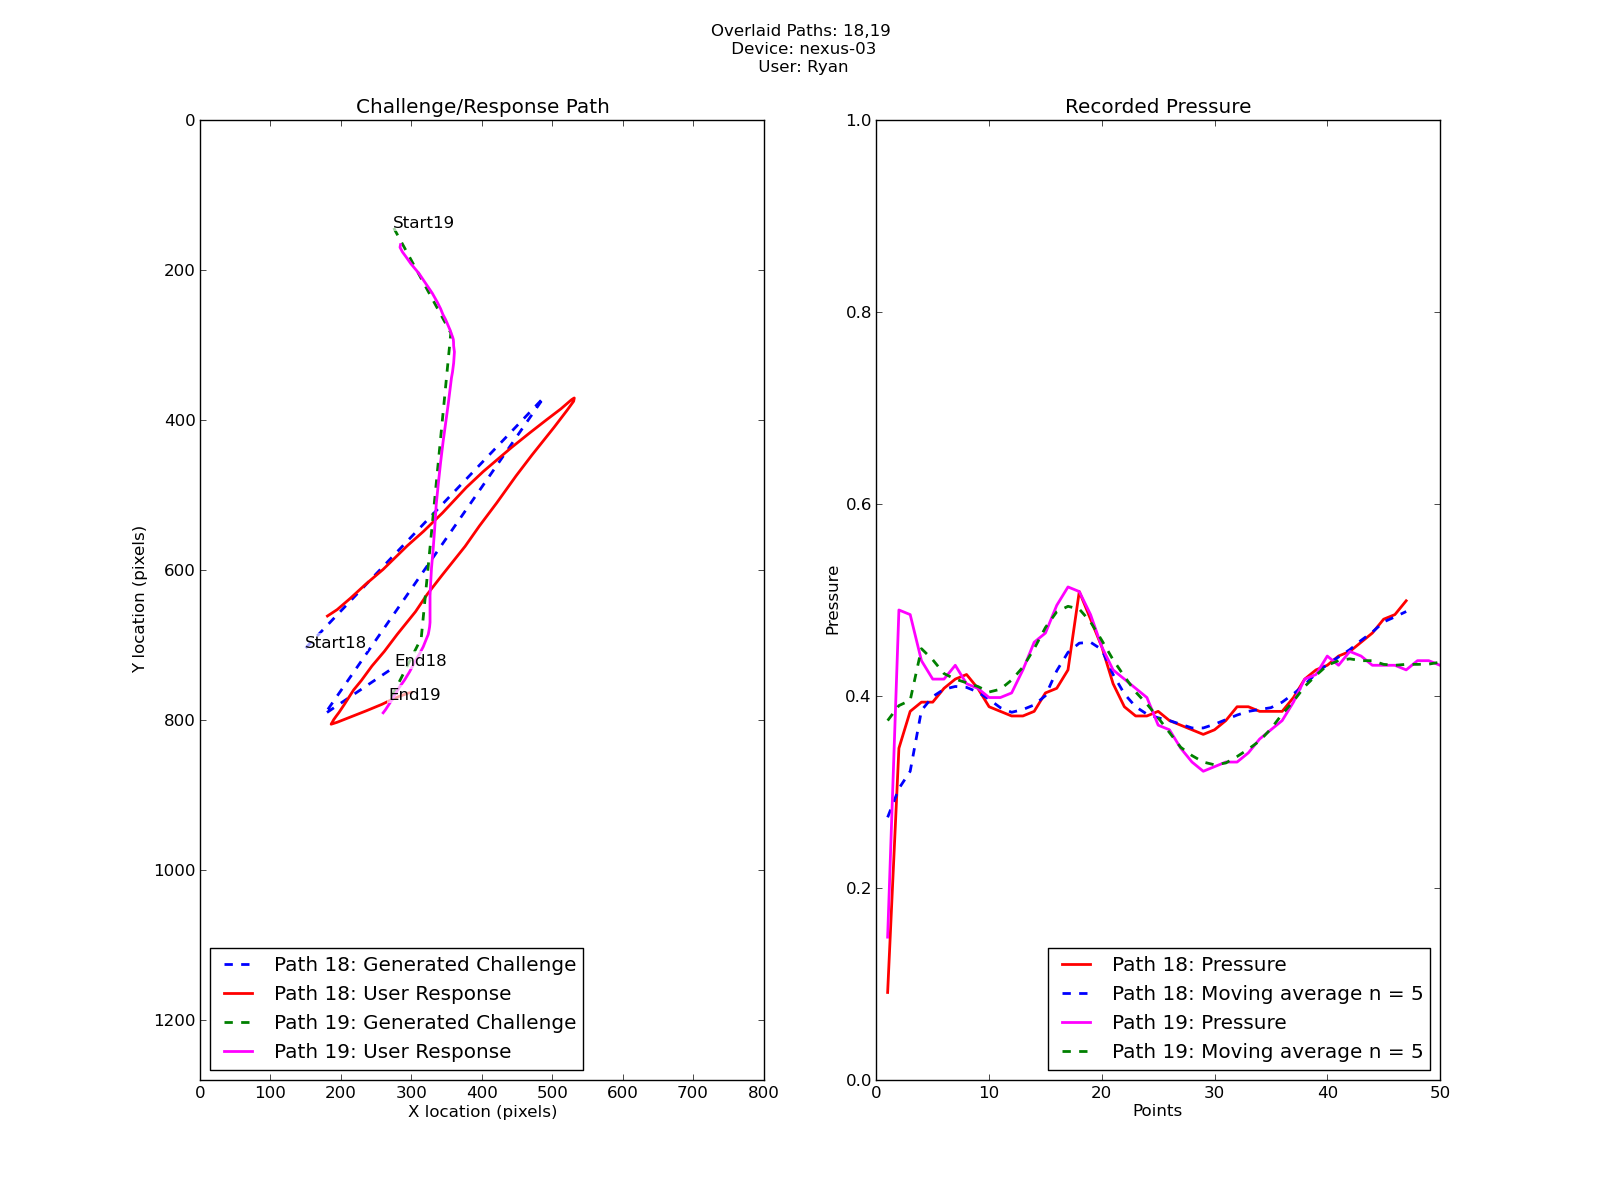 Overlaid Paths: 18,19
Device: nexus-03
User: Ryan
Challenge/Response Path
0
200
400
600
800
1000
1200
Y location (pixels)
Start19
Start18
End18
End19
Path 18: Generated Challenge
Path 18: User Response
Path 19: Generated Challenge
Path 19: User Response
0 100 200 300 400 500 600 700 800
X location (pixels)
Recorded Pressure
1.0
0.8
0.6
0.4
0.2
0.0
Pressure
Path 18: Pressure
Path 18: Moving average n = 5
Path 19: Pressure
Path 19: Moving average n = 5
0 10 20 30 40 50
Points